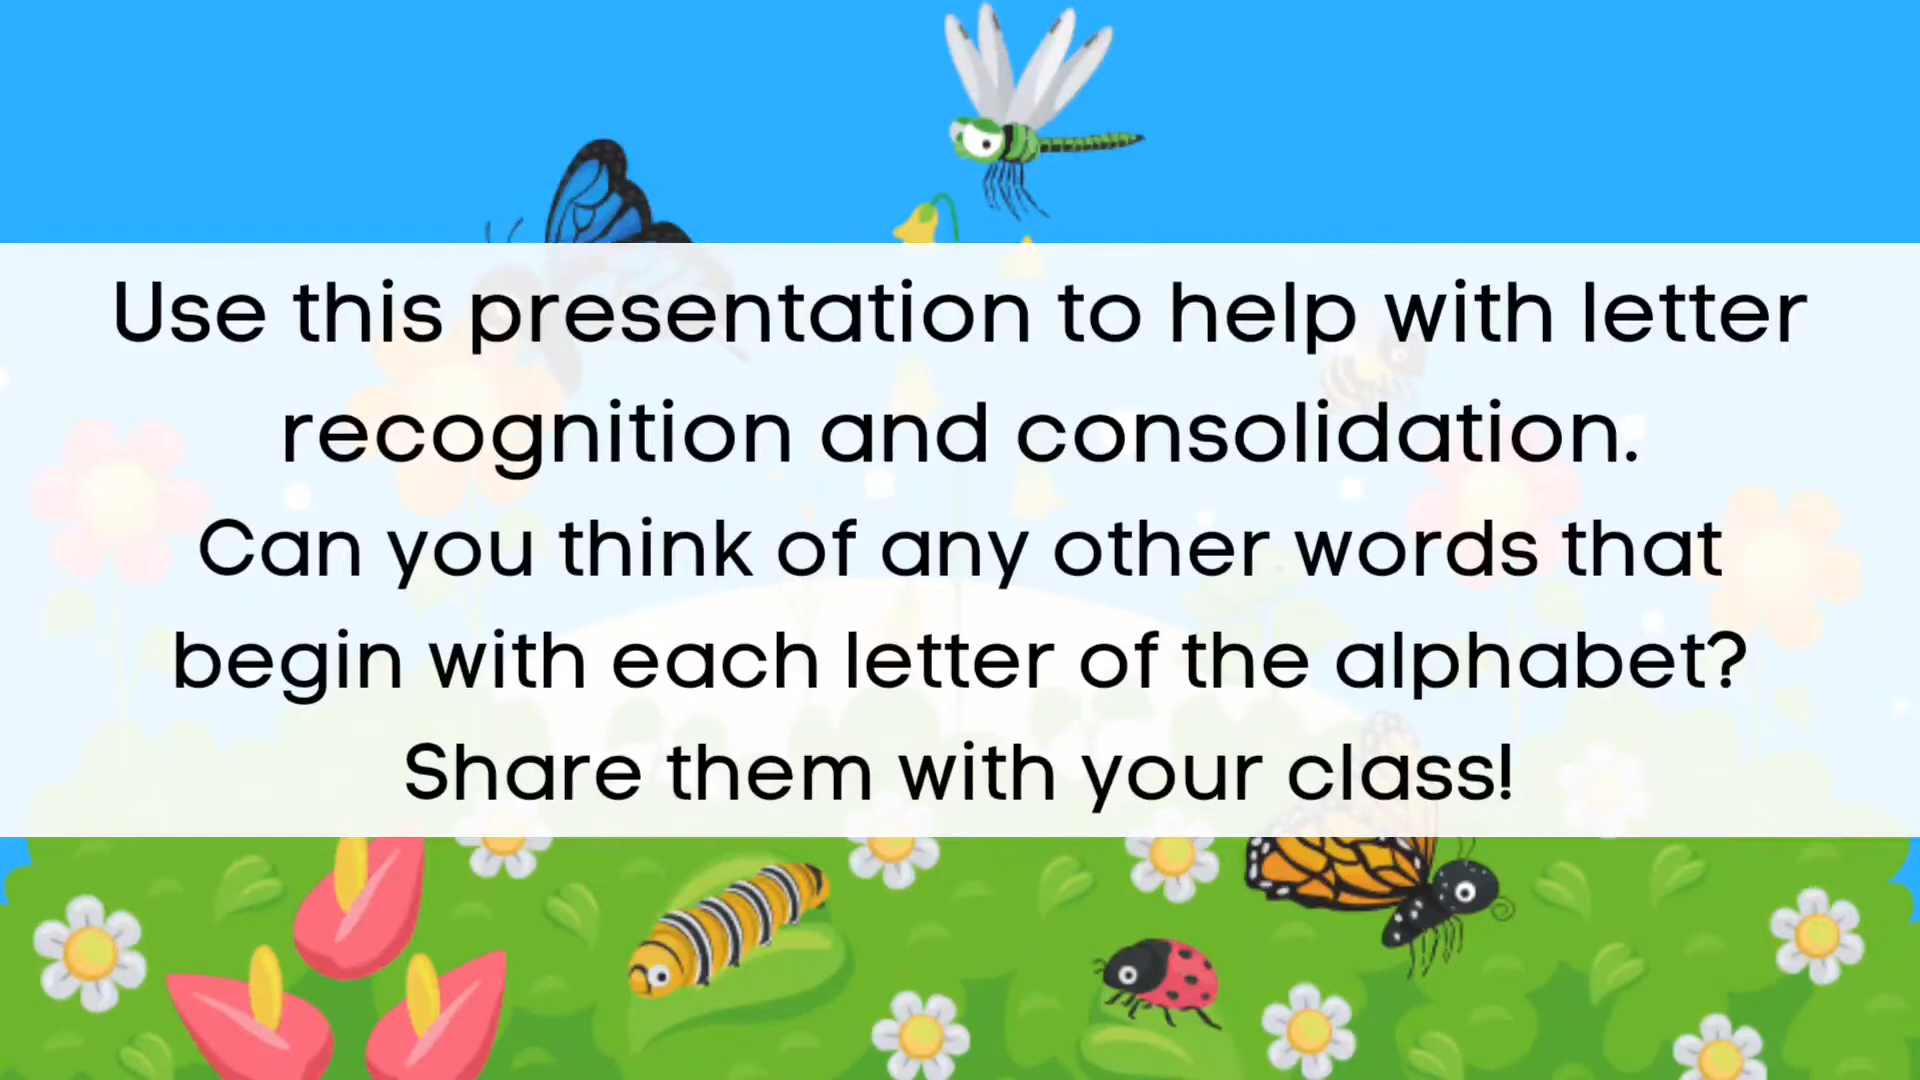 Use this presentation to help with letter
recognition and consolidation.
Can you think of any other words that
begin with each letter of the alphabet?
Share them with your class!